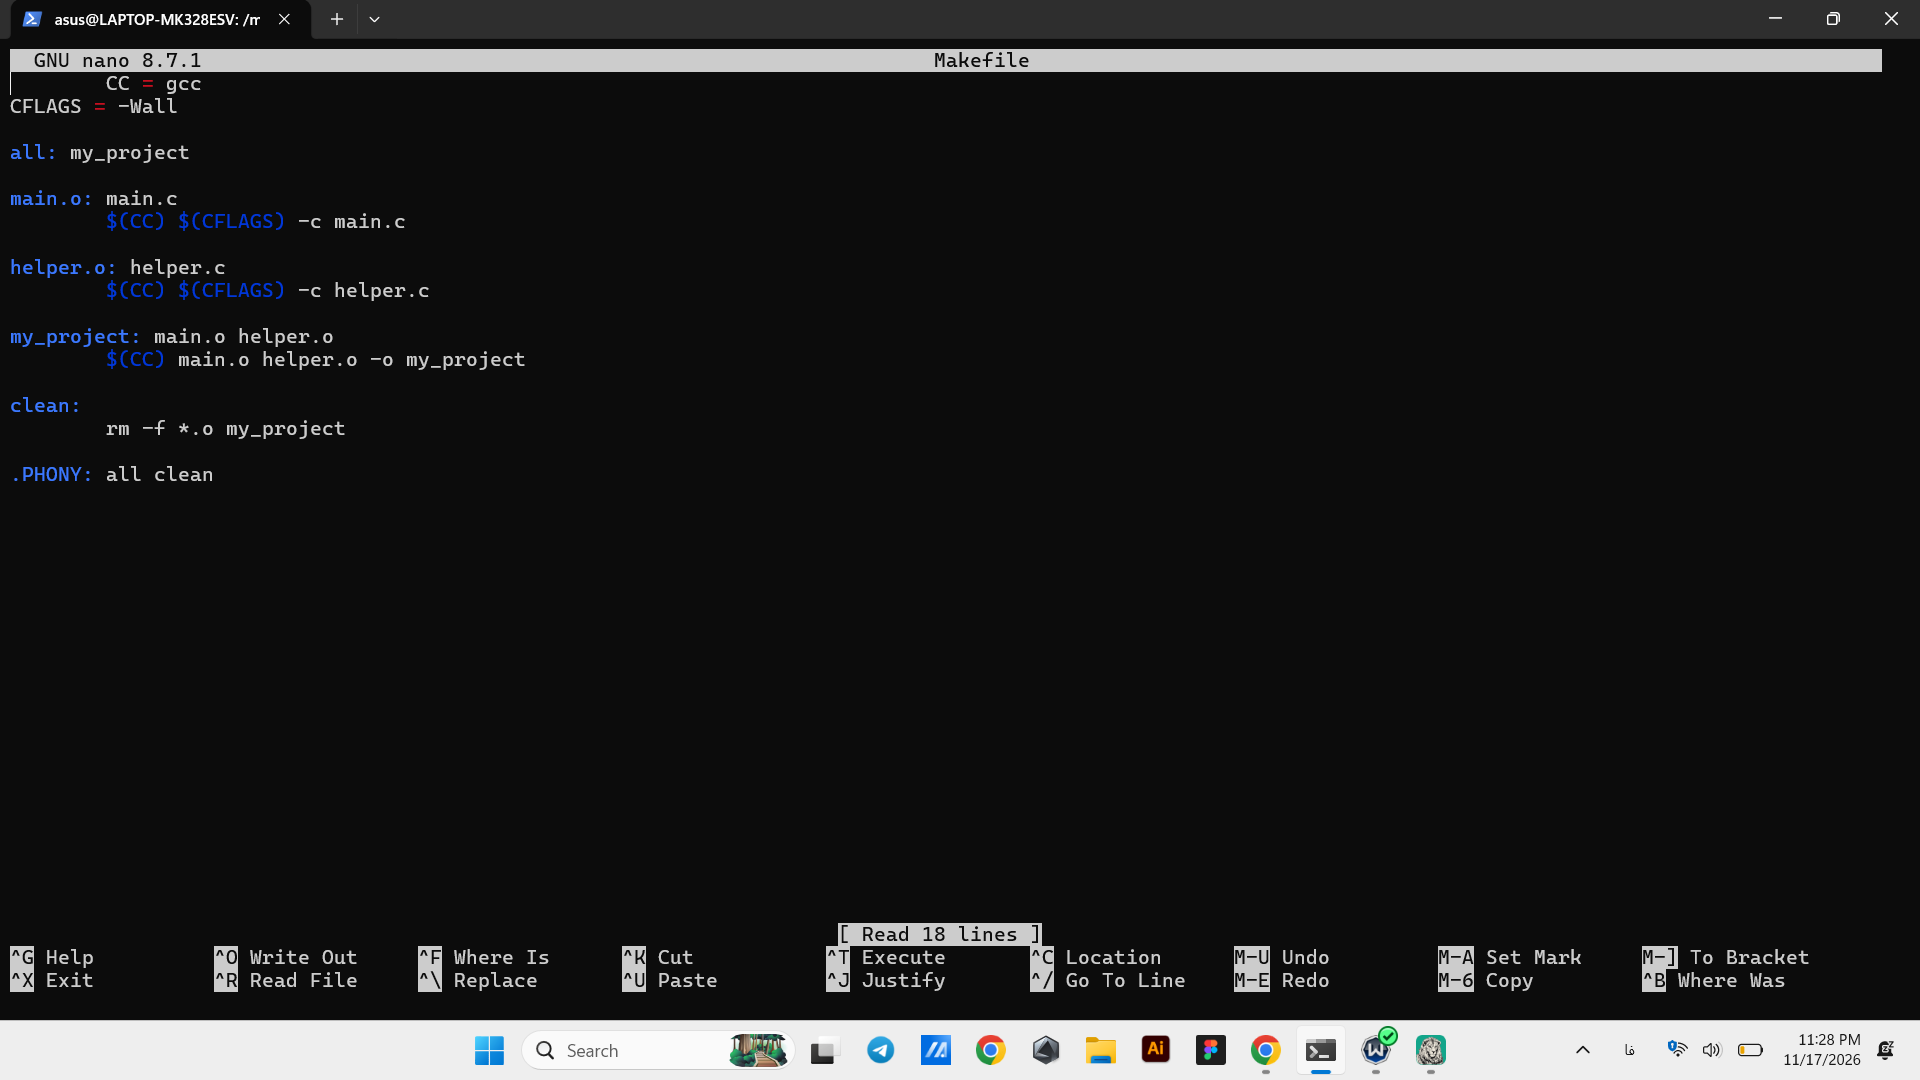 asus@LAPTOP-MK328ESV: /m
GNU nano 8.7.1 Makefile
CC = gcc
CFLAGS = -Wall
all: my_project
main.o: main.c
$(CC) $(CFLAGS) -c main.c
helper.o: helper.c
$(CC) $(CFLAGS) -c helper.c
my_project: main.o helper.o
$(CC) main.o helper.o -o my_project
clean:
rm -f *.o my_project
.PHONY: all clean
[ Read 18 lines ]
^G Help ^O Write Out ^F Where Is ^K Cut ^T Execute ^C Location M-U Undo M-A Set Mark M-] To Bracket
^X Exit ^R Read File ^\ Replace ^U Paste ^J Justify ^/ Go To Line M-E Redo M-6 Copy ^B Where Was
Search
Ai
W
فا
11:28 PM
11/17/2026